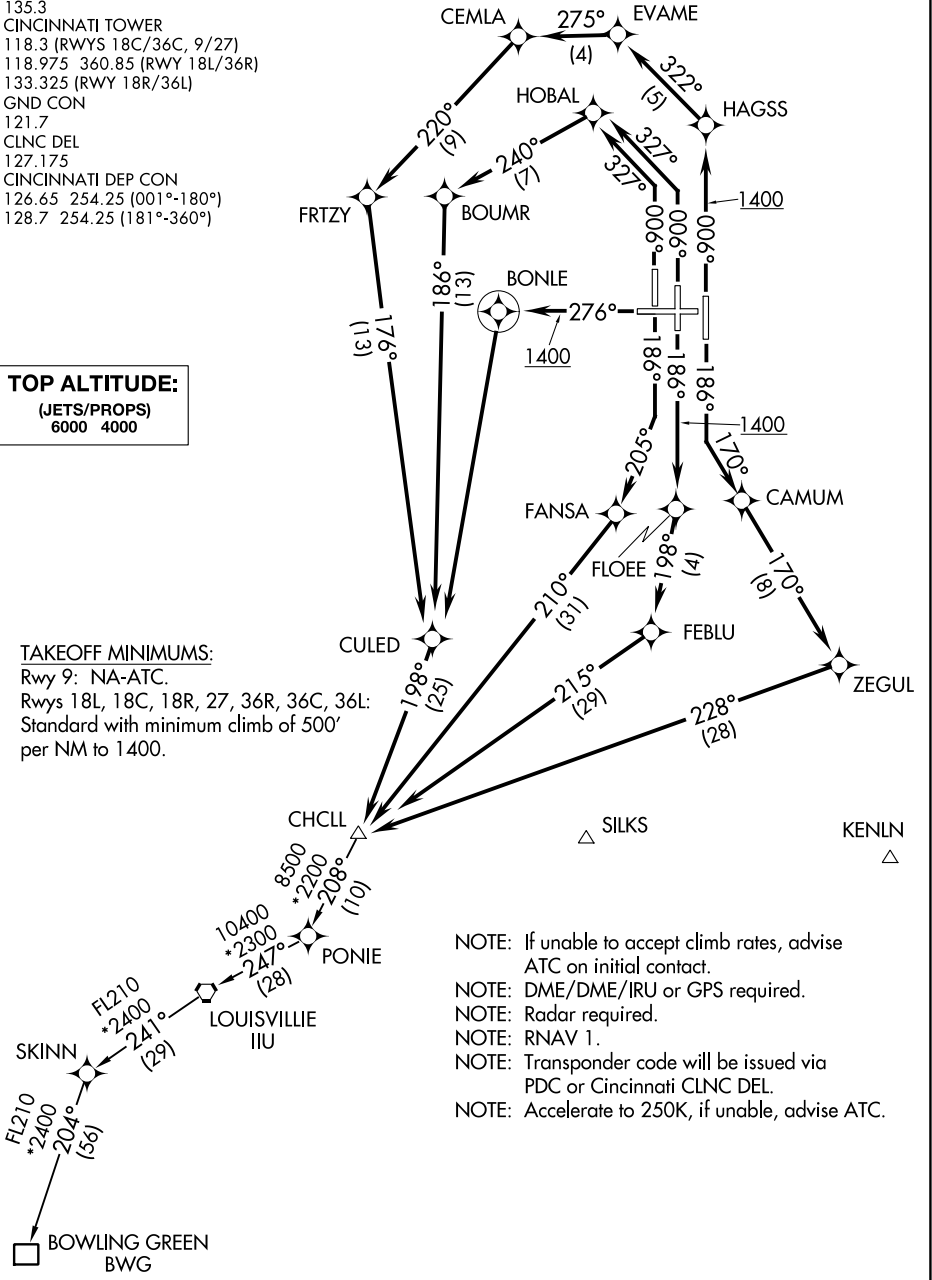 135.3
CINCINNATI TOWER
118.3 (RWYS 18C/36C, 9/27)
118.975 360.85 (RWY 18L/36R)
133.325 (RWY 18R/36L)
GND CON
121.7
CLNC DEL
127.175
CINCINNATI DEP CON
126.65 254.25 (001°-180°)
128.7 254.25 (181°-360°)
CEMLA
275°
(4)
EVAME
322°
(5)
HAGSS
HOBAL
220°
(9)
240°
(7)
327°
327°
FRTZY
BOUMR
006°
006°
006°
1400
186°
(13)
BONLE
276°
1400
176°
(13)
186°
186°
186°
1400
TOP ALTITUDE:
(JETS/PROPS)
6000 4000
205°
170°
CAMUM
FANSA
FLOEE
198°
(4)
170°
(8)
210°
(31)
CULED
FEBLU
ZEGUL
198°
(25)
215°
(29)
228°
(28)
TAKEOFF MINIMUMS:
Rwy 9: NA-ATC.
Rwys 18L, 18C, 18R, 27, 36R, 36C, 36L:
Standard with minimum climb of 500'
per NM to 1400.
CHCLL
SILKS
KENLN
8500
*2200
208°
(10)
PONIE
10400
*2300
247°
(28)
LOUISVILLIE
IIU
FL210
*2400
241°
(29)
SKINN
FL210
*2400
204°
(56)
BOWLING GREEN
BWG
NOTE: If unable to accept climb rates, advise
ATC on initial contact.
NOTE: DME/DME/IRU or GPS required.
NOTE: Radar required.
NOTE: RNAV 1.
NOTE: Transponder code will be issued via
PDC or Cincinnati CLNC DEL.
NOTE: Accelerate to 250K, if unable, advise ATC.